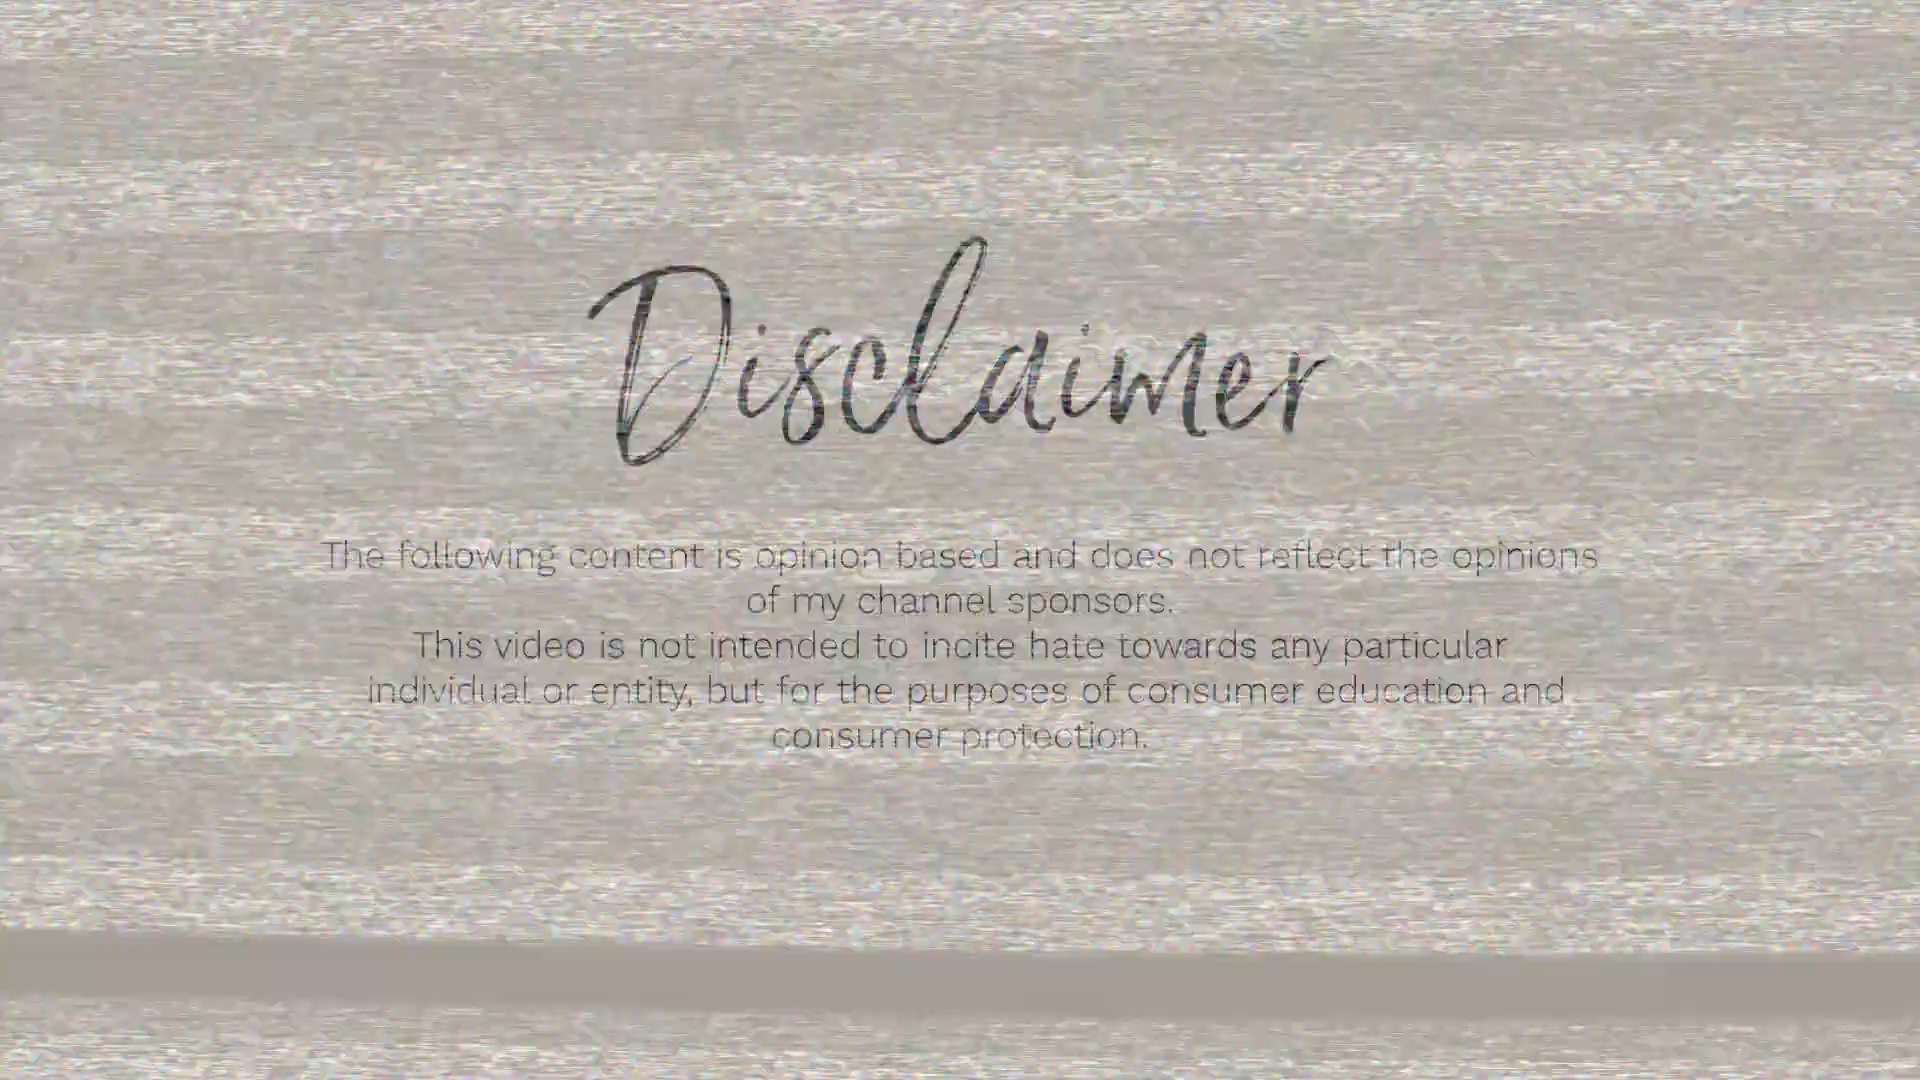 Disclaimer
The following content is opinion based and does not reflect the opinions
of my channel sponsors.
This video is not intended to incite hate towards any particular
individual or entity, but for the purposes of consumer education and
consumer protection.